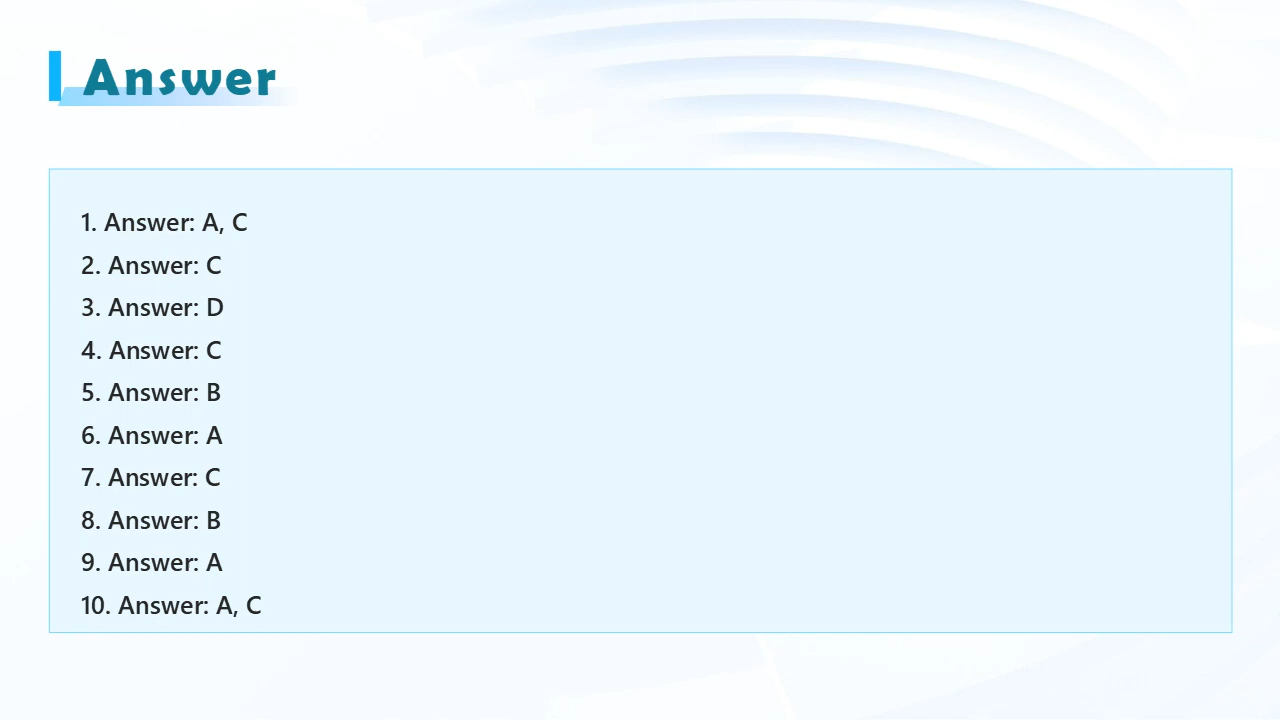 Answer
1. Answer: A, C
2. Answer: C
3. Answer: D
4. Answer: C
5. Answer: B
6. Answer: A
7. Answer: C
8. Answer: B
9. Answer: A
10. Answer: A, C